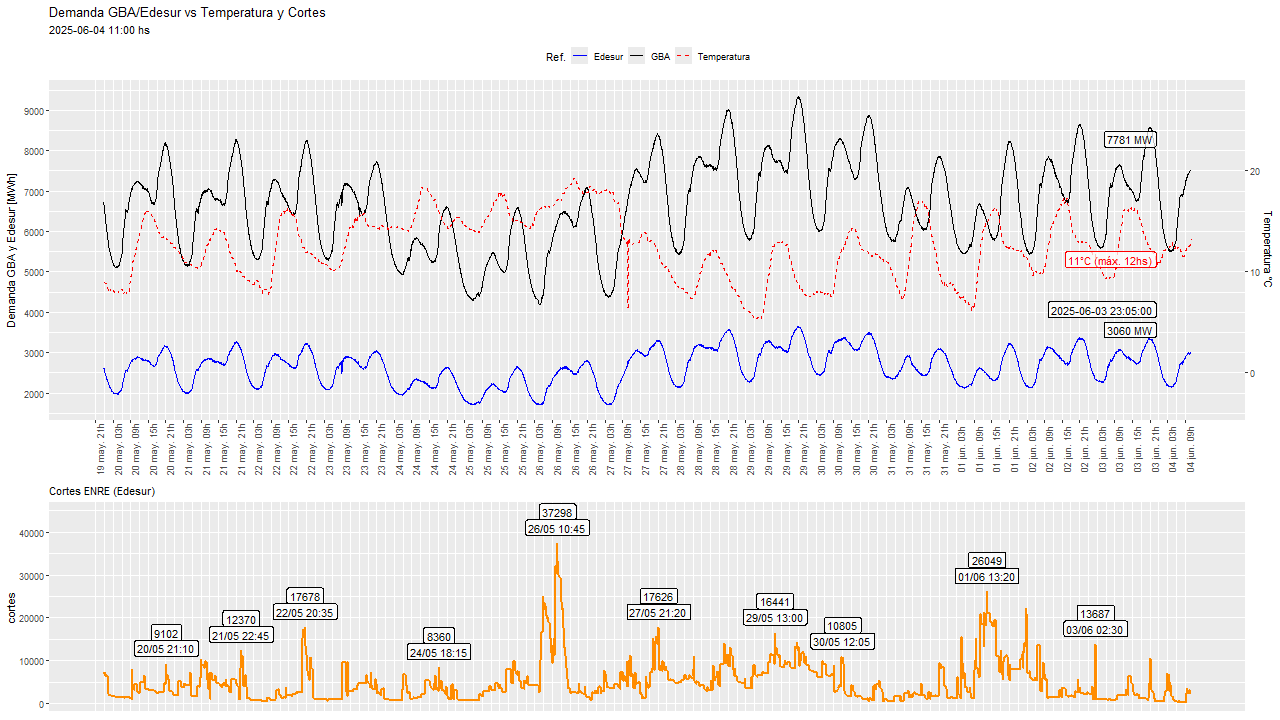 Demanda GBA/Edesur vs Temperatura y Cortes
2025-06-04 11:00 hs
Ref. Edesur GBA Temperatura
Demanda GBA y Edesur [MWh]
9000
8000
7000
6000
5000
4000
3000
2000
7781 MW
11°C (máx. 12hs)
2025-06-03 23:05:00
3060 MW
20
10
0
Temperatura °C
19 may. 21h
20 may. 03h
20 may. 09h
20 may. 15h
20 may. 21h
21 may. 03h
21 may. 09h
21 may. 15h
21 may. 21h
22 may. 03h
22 may. 09h
22 may. 15h
22 may. 21h
23 may. 03h
23 may. 09h
23 may. 15h
23 may. 21h
24 may. 03h
24 may. 09h
24 may. 15h
24 may. 21h
25 may. 03h
25 may. 09h
25 may. 15h
25 may. 21h
26 may. 03h
26 may. 09h
26 may. 15h
26 may. 21h
27 may. 03h
27 may. 09h
27 may. 15h
27 may. 21h
28 may. 03h
28 may. 09h
28 may. 15h
28 may. 21h
29 may. 03h
29 may. 09h
29 may. 15h
29 may. 21h
30 may. 03h
30 may. 09h
30 may. 15h
30 may. 21h
31 may. 03h
31 may. 09h
31 may. 15h
31 may. 21h
01 jun. 03h
01 jun. 09h
01 jun. 15h
01 jun. 21h
02 jun. 03h
02 jun. 09h
02 jun. 15h
02 jun. 21h
03 jun. 03h
03 jun. 09h
03 jun. 15h
03 jun. 21h
04 jun. 03h
04 jun. 09h
Cortes ENRE (Edesur)
cortes
40000
30000
20000
10000
0
9102
20/05 21:10
12370
21/05 22:45
17678
22/05 20:35
8360
24/05 18:15
37298
26/05 10:45
17626
27/05 21:20
16441
29/05 13:00
10805
30/05 12:05
26049
01/06 13:20
13687
03/06 02:30